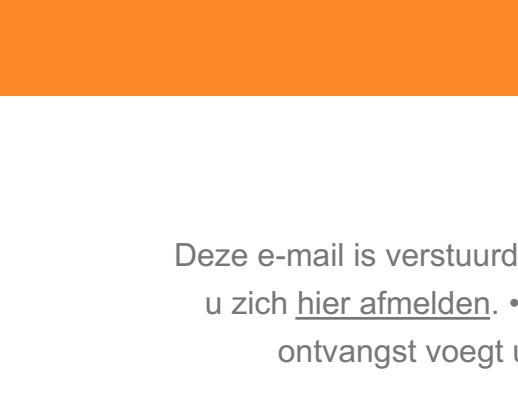 Deze e-mail is verstuurd
u zich hier afmelden. •
ontvangst voegt u